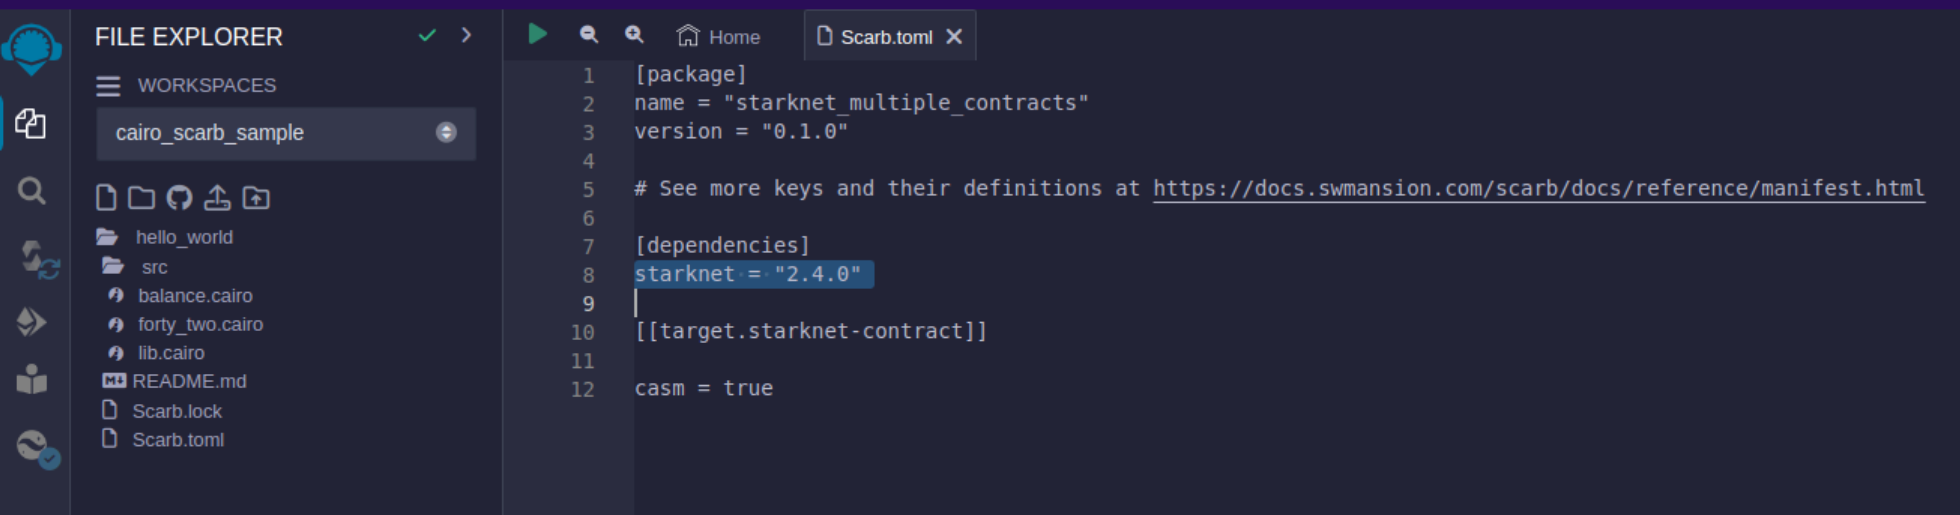 FILE EXPLORER
WORKSPACES
cairo_scarb_sample
hello_world
src
balance.cairo
forty_two.cairo
lib.cairo
README.md
Scarb.lock
Scarb.toml
Home
Scarb.toml
1 [package]
2 name = "starknet_multiple_contracts"
3 version = "0.1.0"
4
5 # See more keys and their definitions at https://docs.swmansion.com/scarb/docs/reference/manifest.html
6
7 [dependencies]
8 starknet = "2.4.0"
9
10 [[target.starknet-contract]]
11
12 casm = true